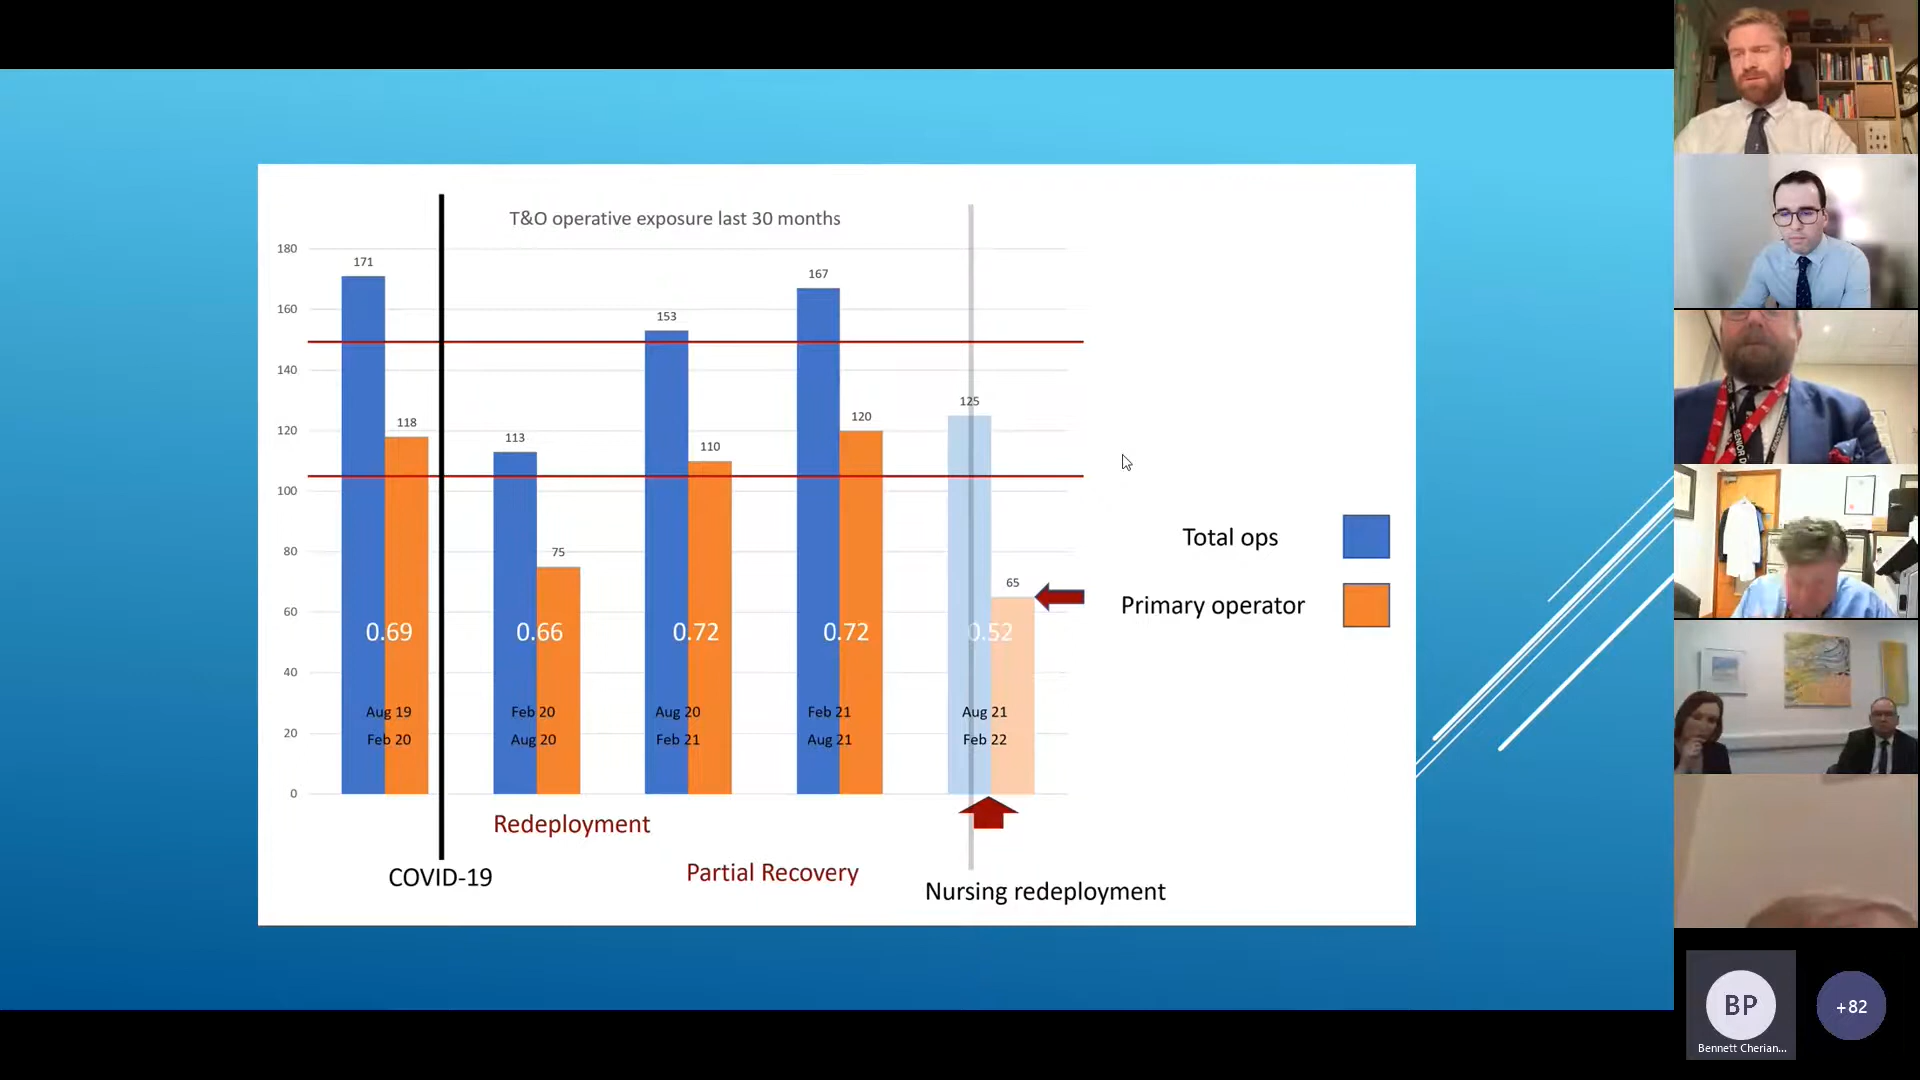 T&O operative exposure last 30 months
180
160
140
120
100
80
60
40
20
0
171
118
113
75
153
110
167
120
125
65
0.69
0.66
0.72
0.72
0.52
Aug 19
Feb 20
Feb 20
Aug 20
Aug 20
Feb 21
Feb 21
Aug 21
Aug 21
Feb 22
Total ops
Primary operator
Redeployment
COVID-19
Partial Recovery
Nursing redeployment
SENIOR D
BP
Bennett Cherian...
+82